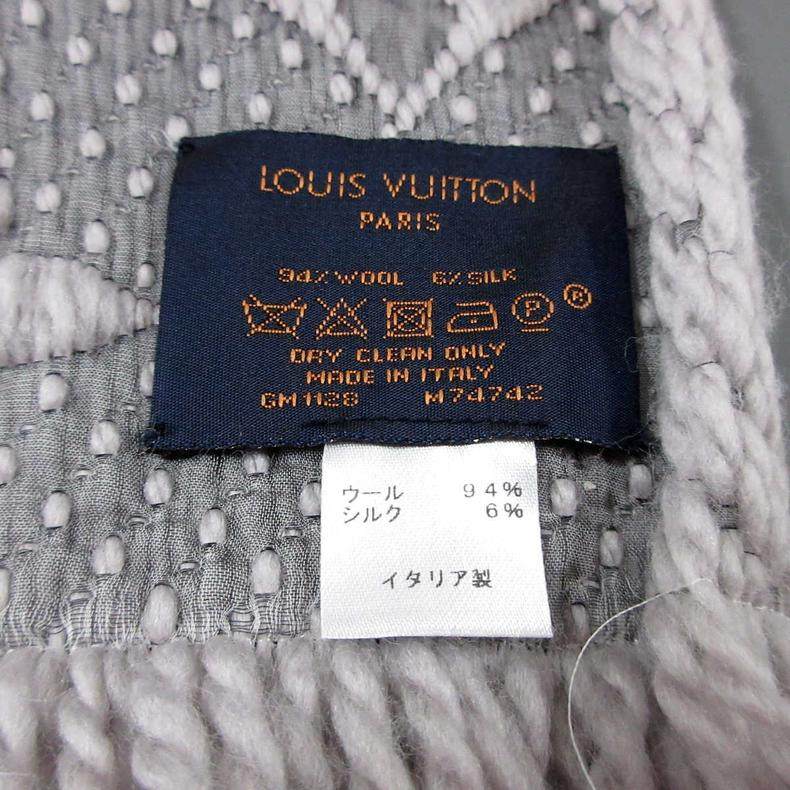 LOUIS VUITTON
PARIS
94% WOOL 6% SILK
P ®
DRY CLEAN ONLY
MADE IN ITALY
GM1128 M74742
ウール 94%
シルク 6%
イタリア製